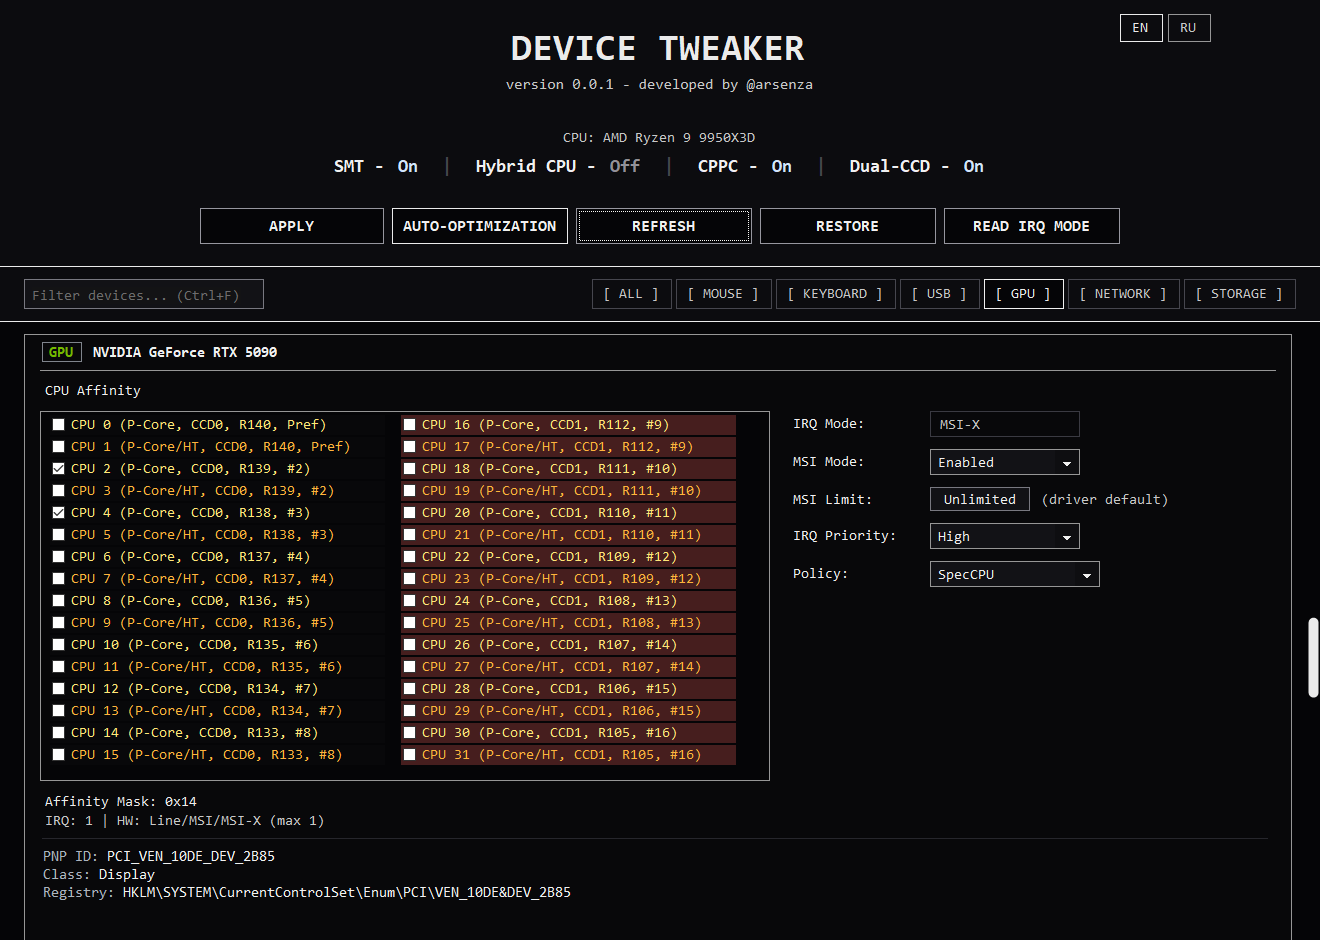 EN RU
DEVICE TWEAKER
version 0.0.1 - developed by @arsenza
CPU: AMD Ryzen 9 9950X3D
SMT - On | Hybrid CPU - Off | CPPC - On | Dual-CCD - On
APPLY AUTO-OPTIMIZATION REFRESH RESTORE READ IRQ MODE
Filter devices... (Ctrl+F) [ ALL ] [ MOUSE ] [ KEYBOARD ] [ USB ] [ GPU ] [ NETWORK ] [ STORAGE ]
GPU NVIDIA GeForce RTX 5090
CPU Affinity
CPU 0 (P-Core, CCD0, R140, Pref)
CPU 1 (P-Core/HT, CCD0, R140, Pref)
CPU 2 (P-Core, CCD0, R139, #2)
CPU 3 (P-Core/HT, CCD0, R139, #2)
CPU 4 (P-Core, CCD0, R138, #3)
CPU 5 (P-Core/HT, CCD0, R138, #3)
CPU 6 (P-Core, CCD0, R137, #4)
CPU 7 (P-Core/HT, CCD0, R137, #4)
CPU 8 (P-Core, CCD0, R136, #5)
CPU 9 (P-Core/HT, CCD0, R136, #5)
CPU 10 (P-Core, CCD0, R135, #6)
CPU 11 (P-Core/HT, CCD0, R135, #6)
CPU 12 (P-Core, CCD0, R134, #7)
CPU 13 (P-Core/HT, CCD0, R134, #7)
CPU 14 (P-Core, CCD0, R133, #8)
CPU 15 (P-Core/HT, CCD0, R133, #8)
CPU 16 (P-Core, CCD1, R112, #9)
CPU 17 (P-Core/HT, CCD1, R112, #9)
CPU 18 (P-Core, CCD1, R111, #10)
CPU 19 (P-Core/HT, CCD1, R111, #10)
CPU 20 (P-Core, CCD1, R110, #11)
CPU 21 (P-Core/HT, CCD1, R110, #11)
CPU 22 (P-Core, CCD1, R109, #12)
CPU 23 (P-Core/HT, CCD1, R109, #12)
CPU 24 (P-Core, CCD1, R108, #13)
CPU 25 (P-Core/HT, CCD1, R108, #13)
CPU 26 (P-Core, CCD1, R107, #14)
CPU 27 (P-Core/HT, CCD1, R107, #14)
CPU 28 (P-Core, CCD1, R106, #15)
CPU 29 (P-Core/HT, CCD1, R106, #15)
CPU 30 (P-Core, CCD1, R105, #16)
CPU 31 (P-Core/HT, CCD1, R105, #16)
IRQ Mode: MSI-X
MSI Mode: Enabled
MSI Limit: Unlimited (driver default)
IRQ Priority: High
Policy: SpecCPU
Affinity Mask: 0x14
IRQ: 1 | HW: Line/MSI/MSI-X (max 1)
PNP ID: PCI_VEN_10DE_DEV_2B85
Class: Display
Registry: HKLM\SYSTEM\CurrentControlSet\Enum\PCI\VEN_10DE&DEV_2B85